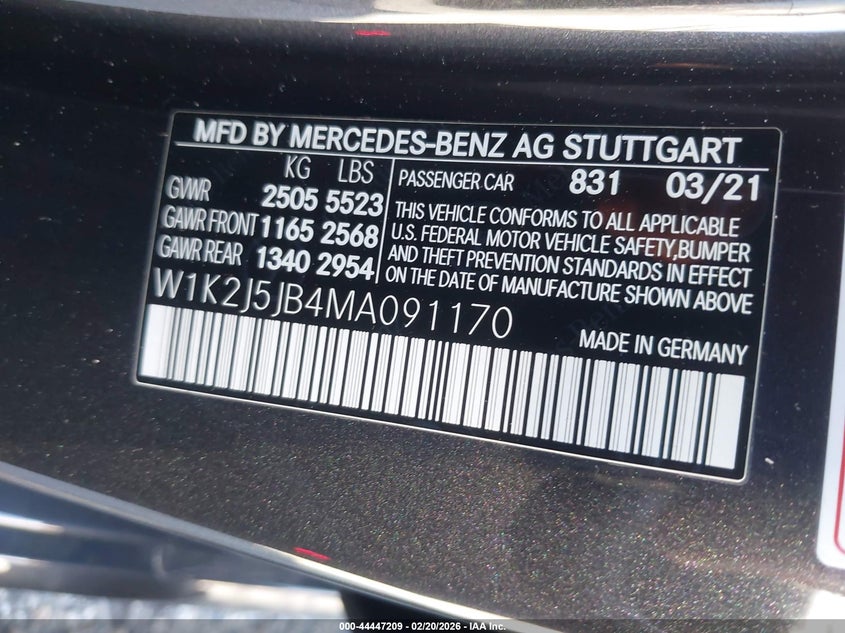 MFD BY MERCEDES-BENZ AG STUTTGART
KG LBS
GVWR 2505 5523
GAWR FRONT 1165 2568
GAWR REAR 1340 2954
PASSENGER CAR 831 03/21
THIS VEHICLE CONFORMS TO ALL APPLICABLE
U.S. FEDERAL MOTOR VEHICLE SAFETY,BUMPER
AND THEFT PREVENTION STANDARDS IN EFFECT
ON THE DATE OF MANUFACTURE SHOWN ABOVE
W1K2J5JB4MA091170
MADE IN GERMANY
000-44447209 - 02/20/2026 - IAA Inc.